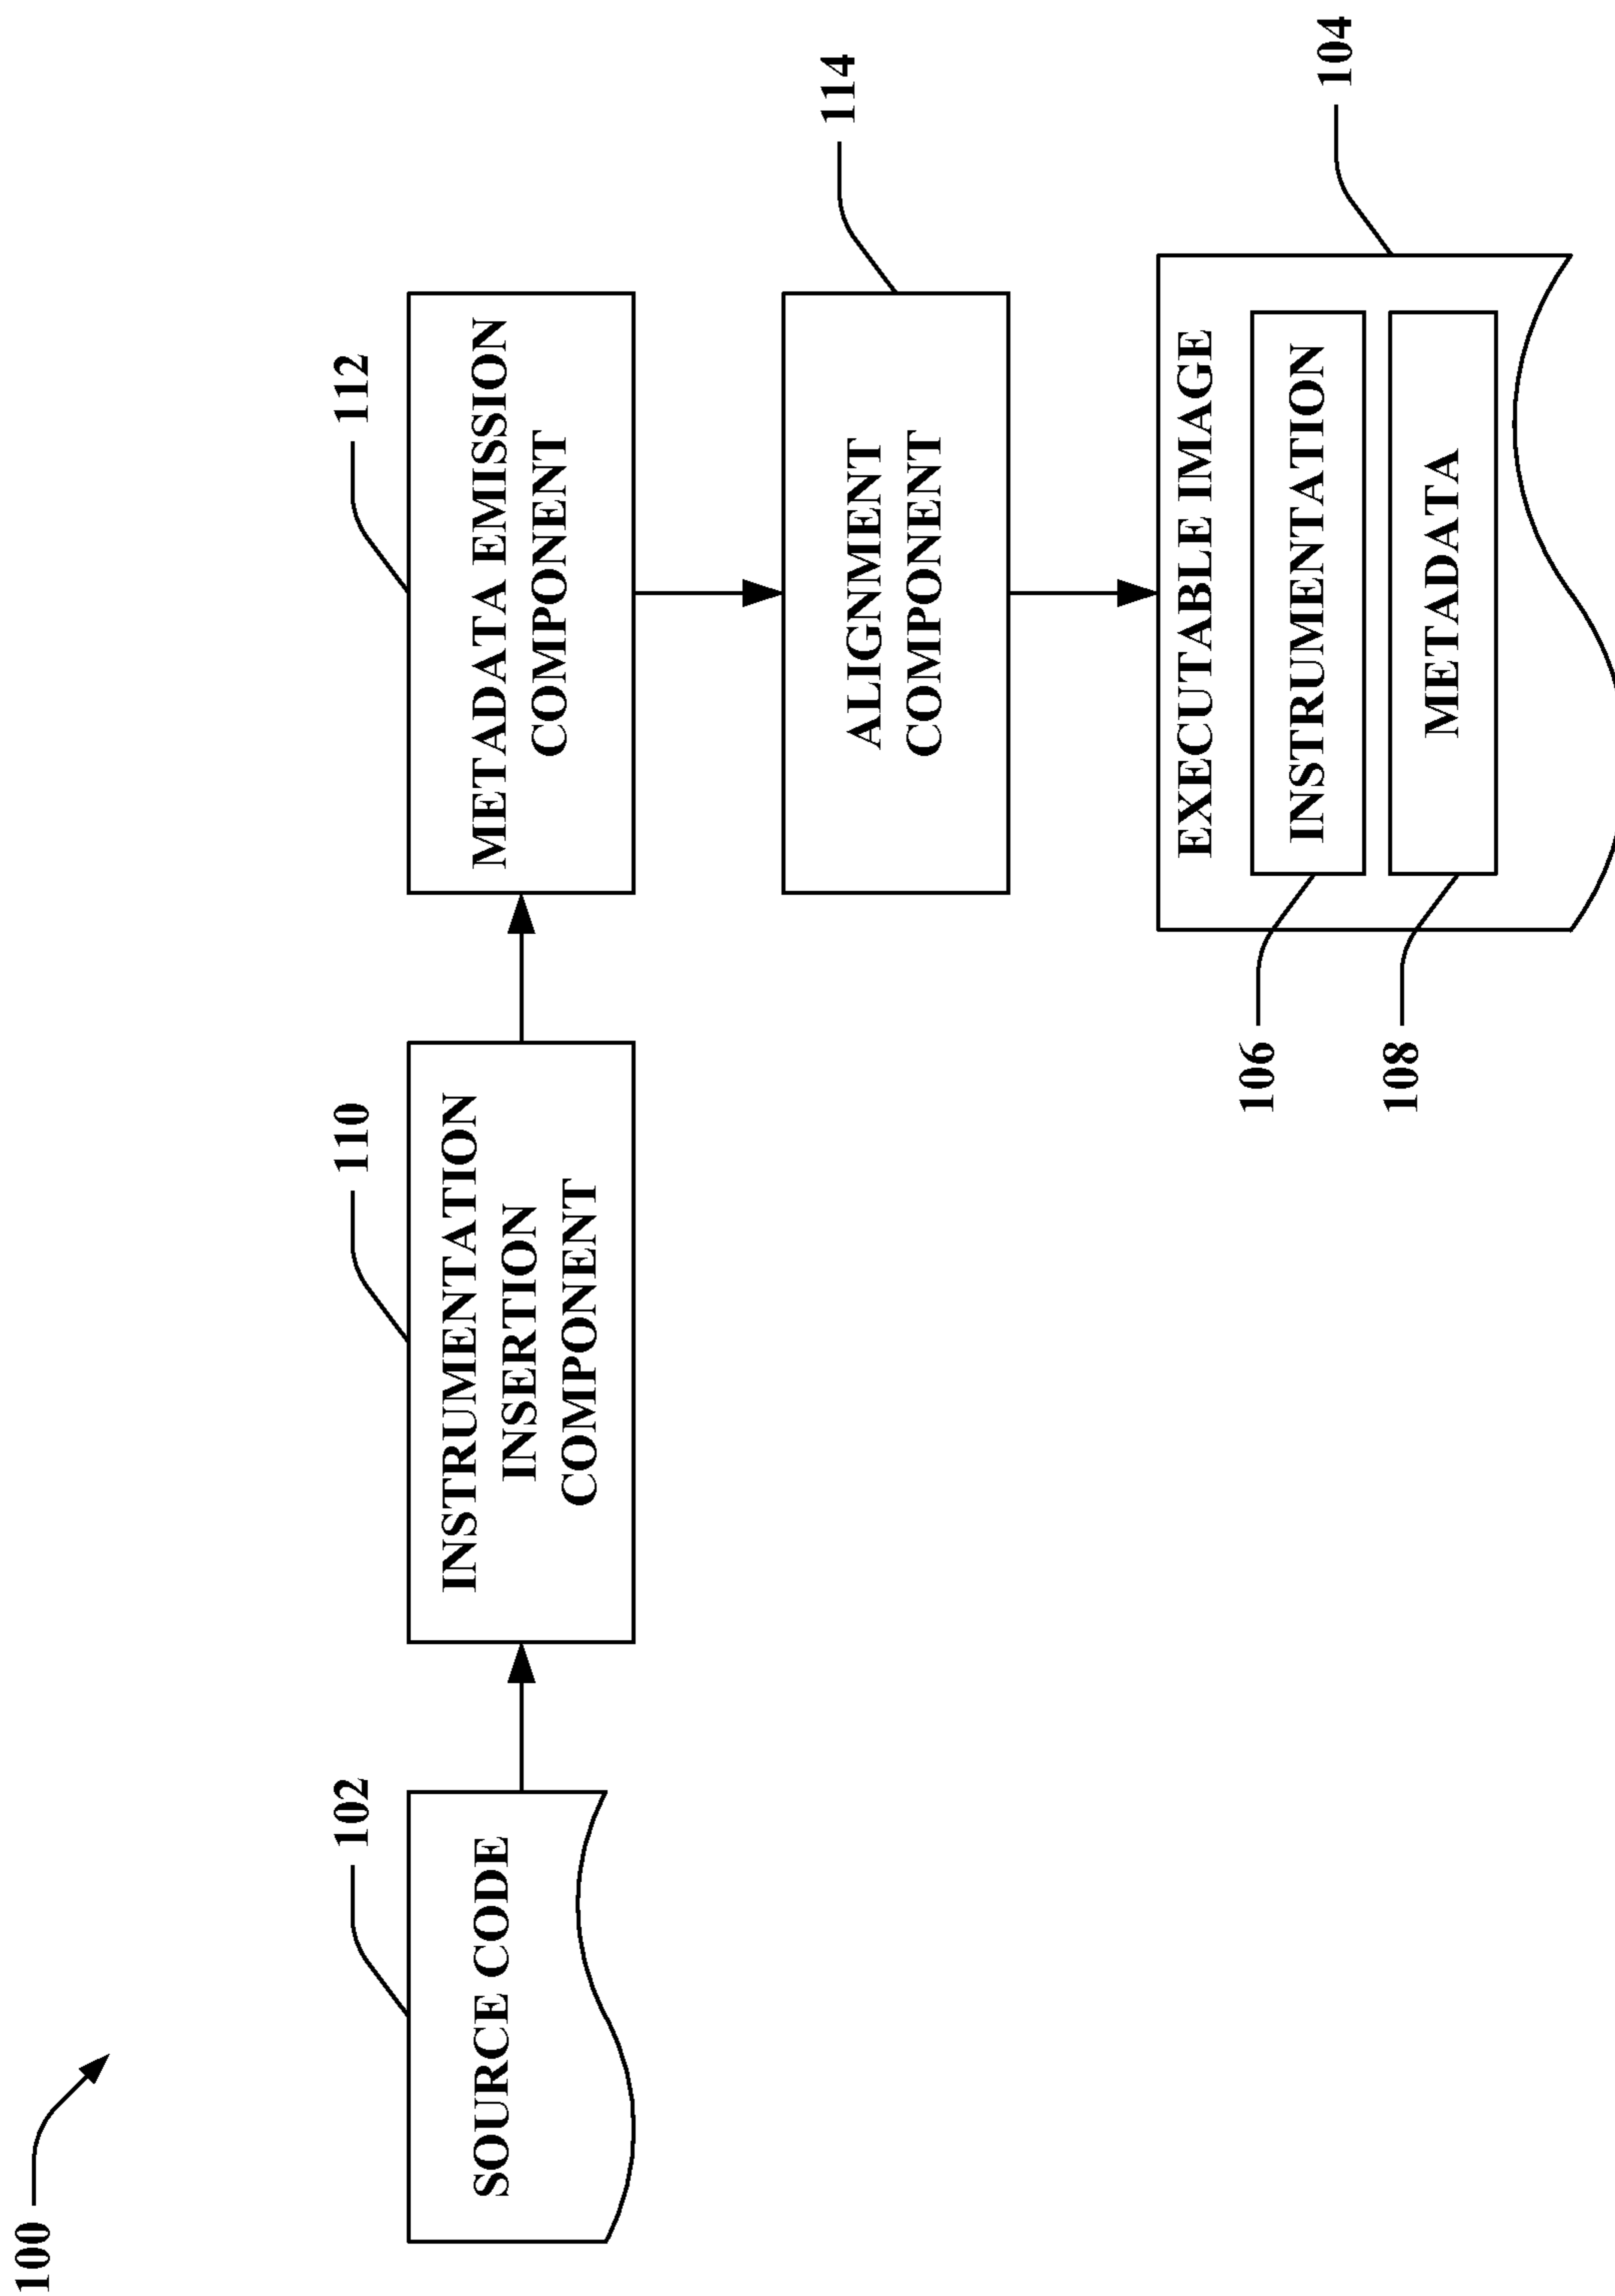 100
102
SOURCE CODE
110
INSTRUMENTATION
INSERTION
COMPONENT
112
METADATA EMISSION
COMPONENT
114
ALIGNMENT
COMPONENT
104
EXECUTABLE IMAGE
106
INSTRUMENTATION
108
METADATA